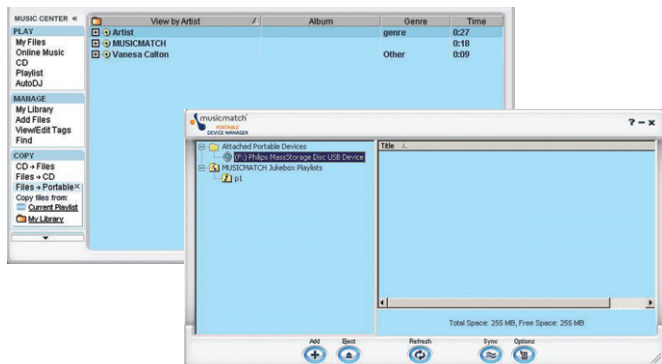 MUSIC CENTER «
View by Artist / Album Genre Time
PLAY
My Files
Online Music
CD
Playlist
AutoDJ
Artist genre 0:27
MUSICMATCH 0:18
Vanesa Calton Other 0:09
MANAGE
My Library
Add Files
View/Edit Tags
Find
COPY
CD → Files
Files → CD
Files → Portable ×
Copy files from:
Current Playlist
My Library
musicmatch
PORTABLE
DEVICE MANAGER
? – ×
Attached Portable Devices
(F:) Philips MassStorage Disc USB Device
MUSICMATCH Jukebox Playlists
p1
Title
Total Space: 255 MB, Free Space: 255 MB
Add Eject Refresh Sync Options